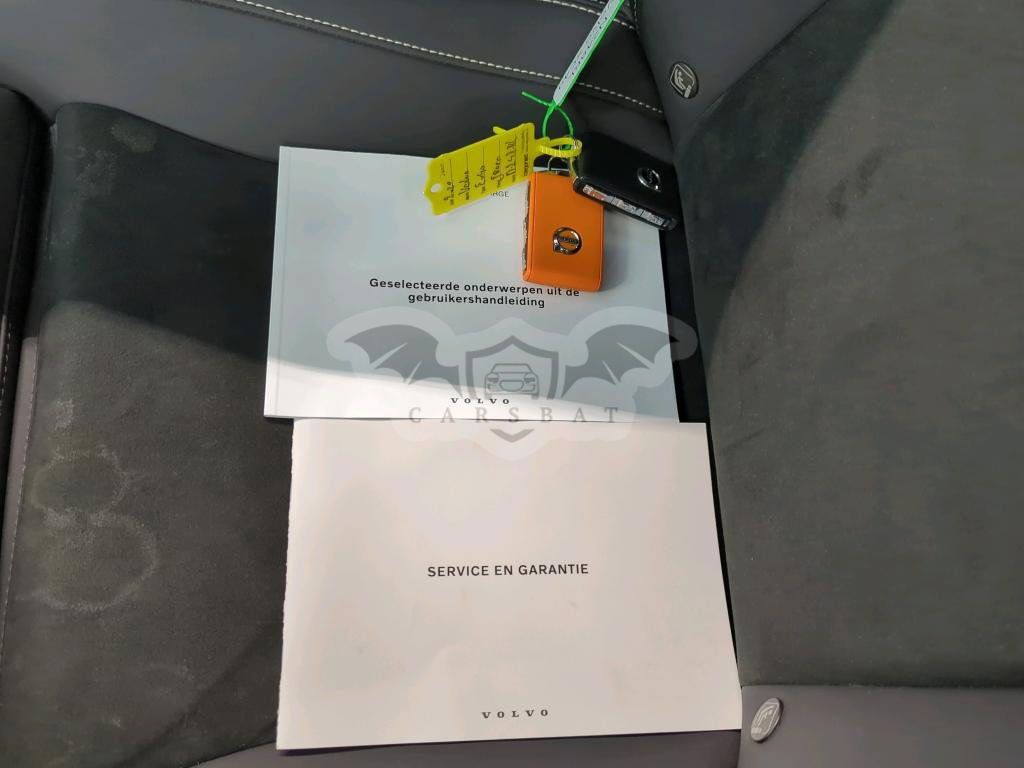 Geselecteerde onderwerpen uit de
gebruikershandleiding
VOLVO
CARSBAT
SERVICE EN GARANTIE
VOLVO